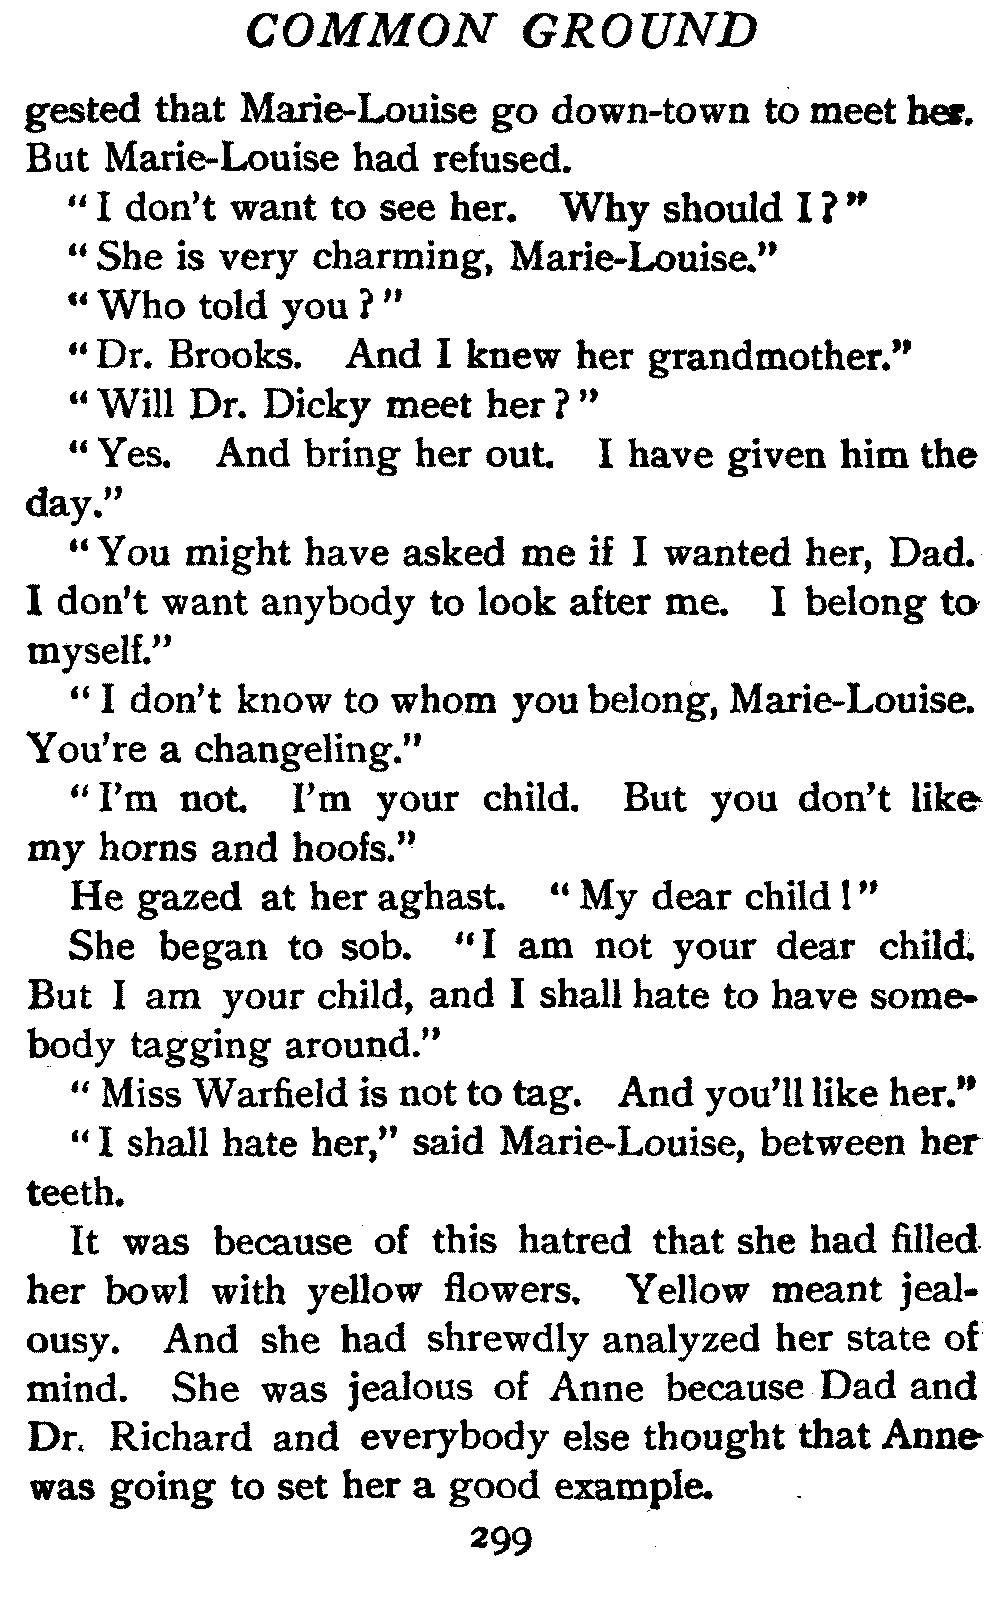 COMMON GROUND
gested that Marie-Louise go down-town to meet her.
But Marie-Louise had refused.
"I don't want to see her. Why should I?"
"She is very charming, Marie-Louise."
"Who told you?"
"Dr. Brooks. And I knew her grandmother."
"Will Dr. Dicky meet her?"
"Yes. And bring her out. I have given him the
day."
"You might have asked me if I wanted her, Dad.
I don't want anybody to look after me. I belong to
myself."
"I don't know to whom you belong, Marie-Louise.
You're a changeling."
"I'm not. I'm your child. But you don't like
my horns and hoofs."
He gazed at her aghast. "My dear child!"
She began to sob. "I am not your dear child.
But I am your child, and I shall hate to have some-
body tagging around."
"Miss Warfield is not to tag. And you'll like her."
"I shall hate her," said Marie-Louise, between her
teeth.
It was because of this hatred that she had filled
her bowl with yellow flowers. Yellow meant jeal-
ousy. And she had shrewdly analyzed her state of
mind. She was jealous of Anne because Dad and
Dr. Richard and everybody else thought that Anne
was going to set her a good example.
299